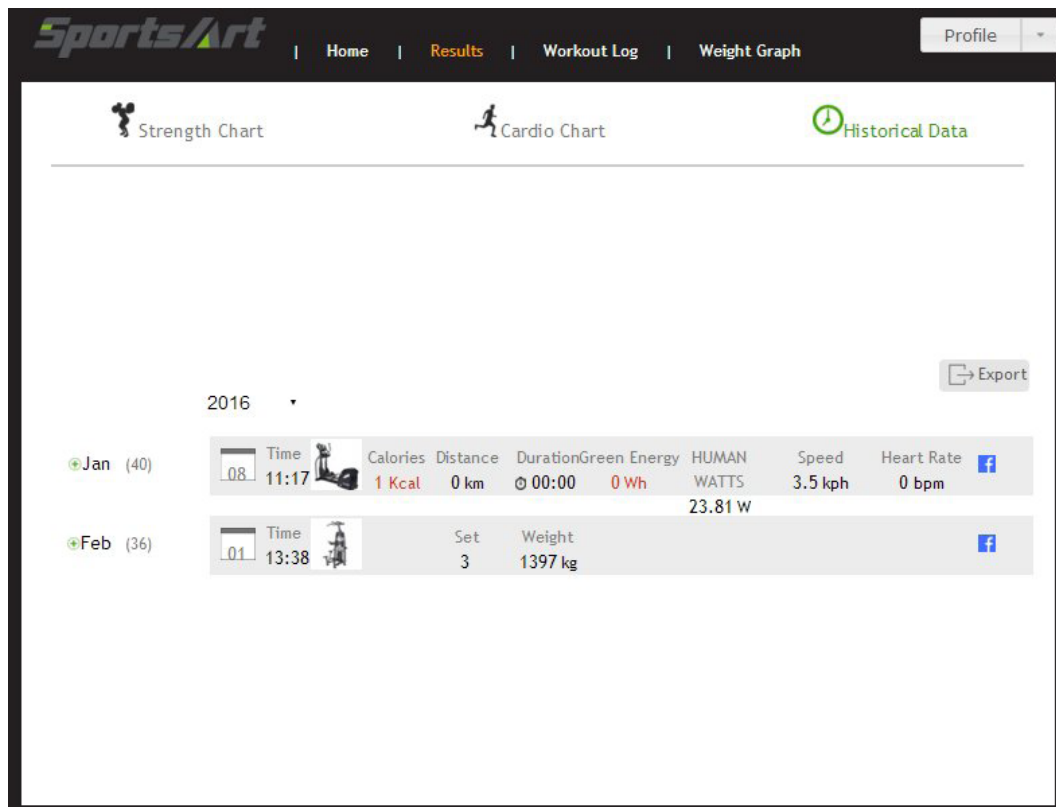 SportsArt | Home | Results | Workout Log | Weight Graph Profile
Strength Chart Cardio Chart Historical Data
Export
2016
Jan (40) 08 Time 11:17 Calories 1 Kcal Distance 0 km Duration 00:00 Green Energy 0 Wh HUMAN WATTS 23.81 W Speed 3.5 kph Heart Rate 0 bpm
Feb (36) 01 Time 13:38 Set 3 Weight 1397 kg